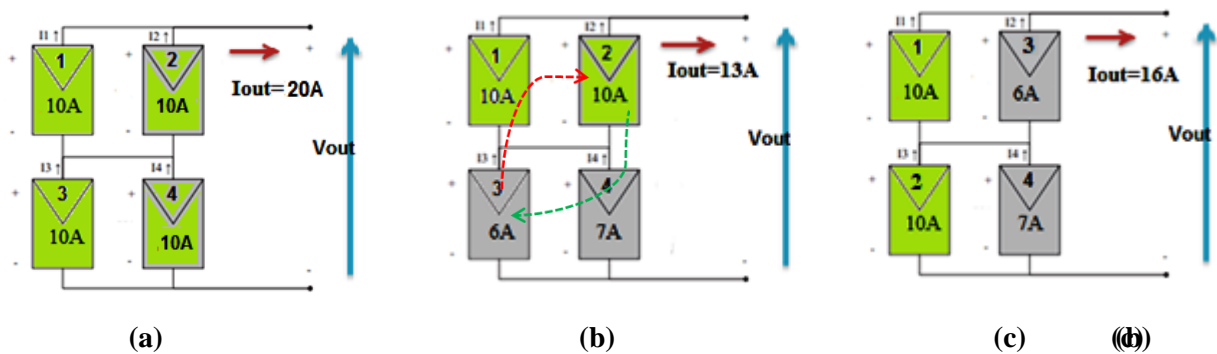 I1 ↑ I2 ↑
+ 1 + 2 +
10A 10A Iout= 20A
- -
Vout
I3 ↑ I4 ↑
+ 3 + 4
10A 10A
- - -
(a)
I1 ↑ I2 ↑
+ 1 + 2 +
10A 10A Iout=13A
- -
Vout
I3 ↑ I4 ↑
+ 3 + 4
6A 7A
- - -
(b)
I1 ↑ I2 ↑
+ 1 + 3 +
10A 6A Iout=16A
- -
Vout
I3 ↑ I4 ↑
+ 2 + 4
10A 7A
- - -
(c)